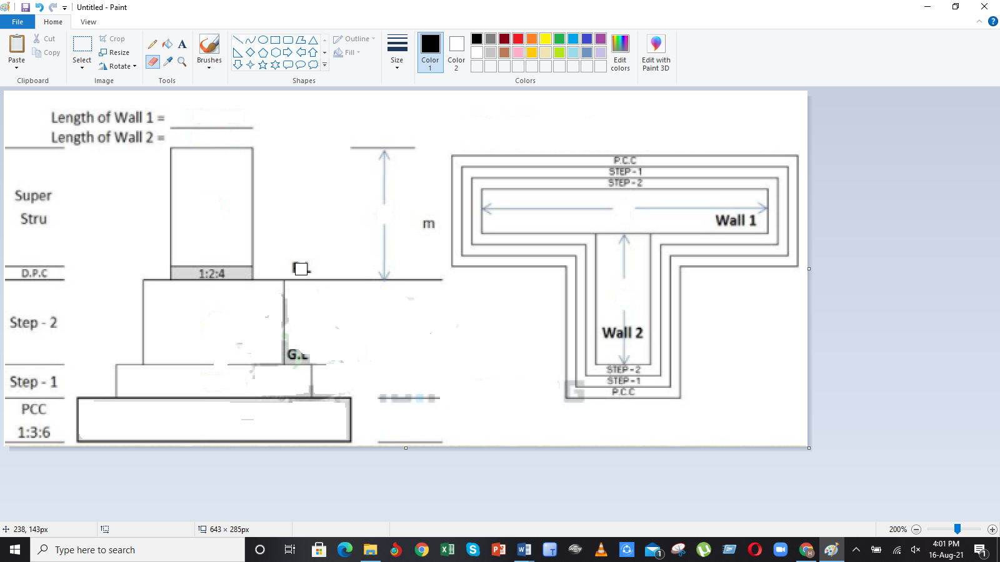 Untitled - Paint
File
Home
View
Paste
Cut
Copy
Clipboard
Select
Crop
Resize
Rotate
Image
A
Tools
Brushes
Shapes
Outline
Fill
Size
Color 1
Color 2
Colors
Edit colors
Edit with Paint 3D
Length of Wall 1 =
Length of Wall 2 =
Super
Stru
m
D.P.C
1:2:4
Step - 2
G.L
Step - 1
PCC
1:3:6
P.C.C
STEP - 1
STEP - 2
Wall 1
Wall 2
STEP - 2
STEP - 1
P.C.C
G
238, 143px
643 × 285px
200%
Type here to search
4:01 PM
16-Aug-21